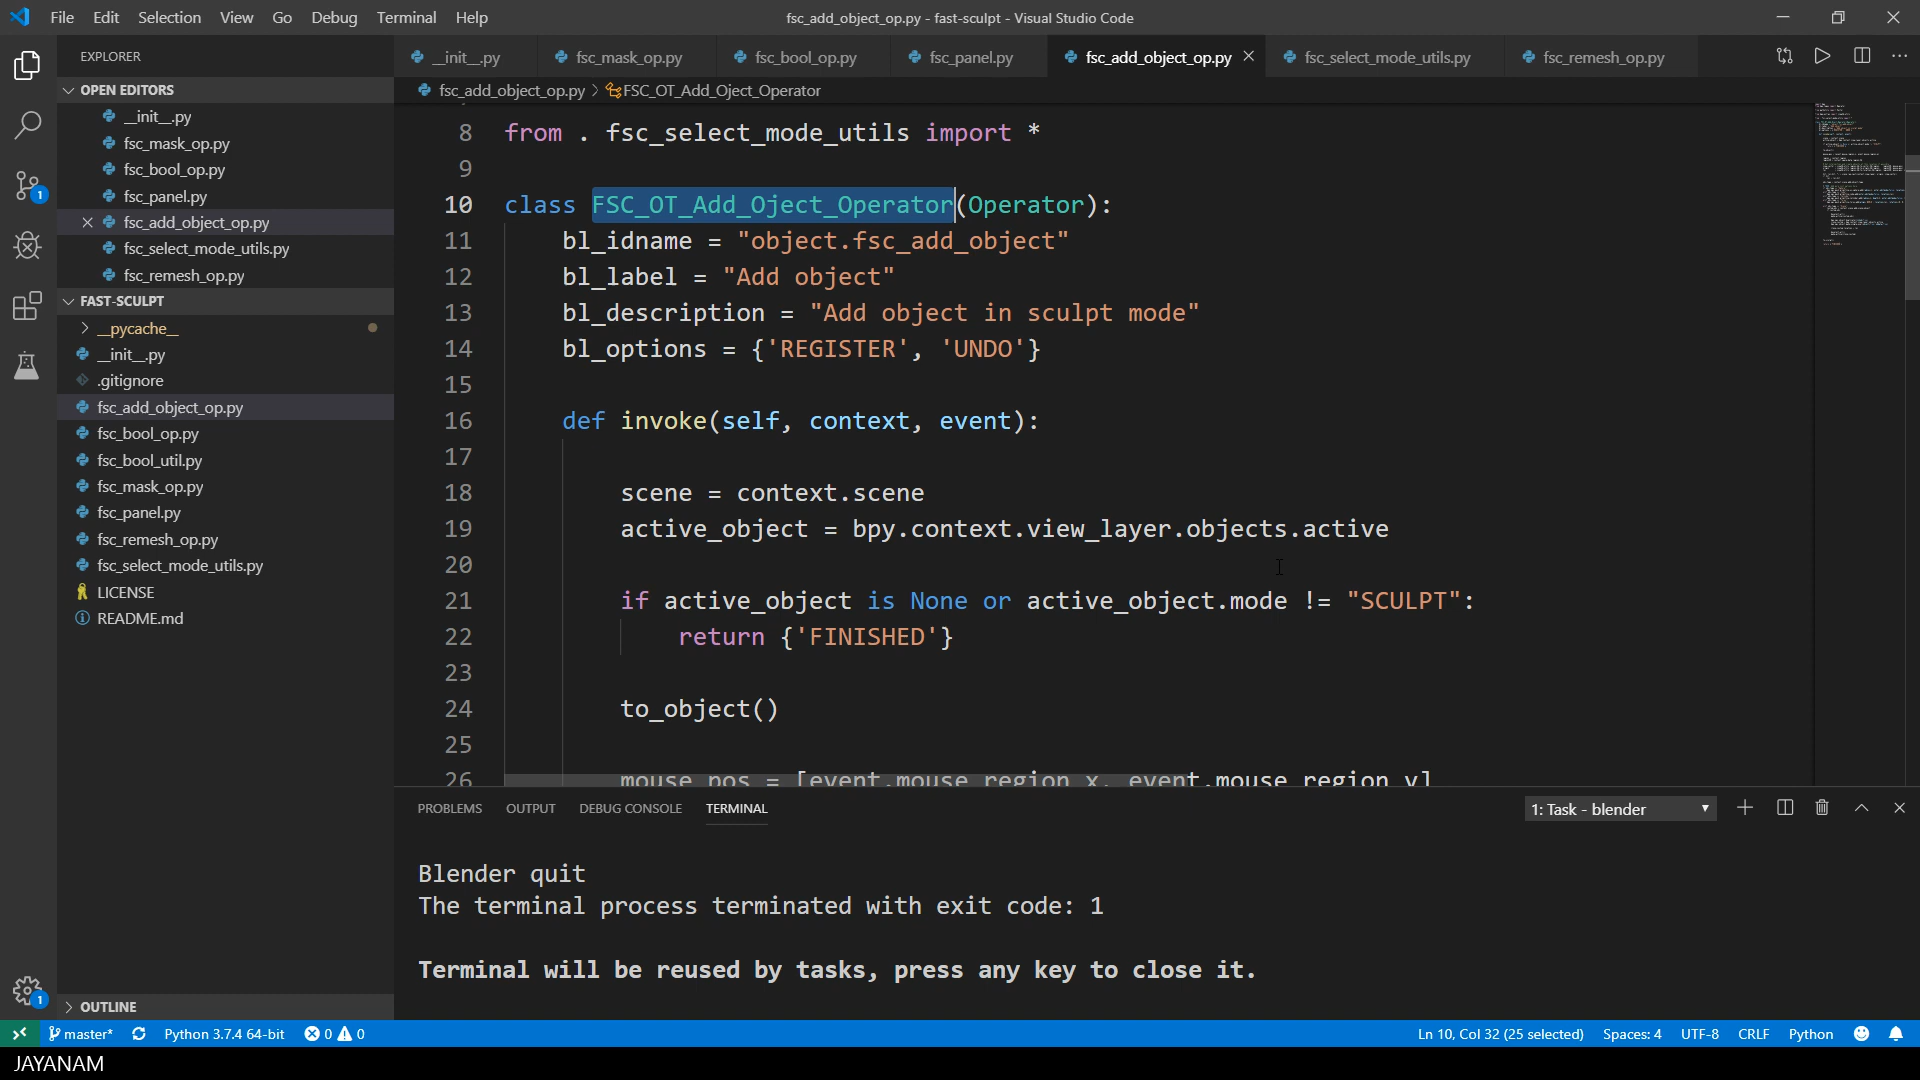 File Edit Selection View Go Debug Terminal Help
fsc_add_object_op.py - fast-sculpt - Visual Studio Code
EXPLORER
__init__.py fsc_mask_op.py fsc_bool_op.py fsc_panel.py fsc_add_object_op.py fsc_select_mode_utils.py fsc_remesh_op.py
fsc_add_object_op.py > FSC_OT_Add_Oject_Operator
OPEN EDITORS
__init__.py
fsc_mask_op.py
fsc_bool_op.py
fsc_panel.py
fsc_add_object_op.py
fsc_select_mode_utils.py
fsc_remesh_op.py
FAST-SCULPT
__pycache__
__init__.py
.gitignore
fsc_add_object_op.py
fsc_bool_op.py
fsc_bool_util.py
fsc_mask_op.py
fsc_panel.py
fsc_remesh_op.py
fsc_select_mode_utils.py
LICENSE
README.md
OUTLINE
1
1
8 from . fsc_select_mode_utils import *
9
10 class FSC_OT_Add_Oject_Operator(Operator):
11 bl_idname = "object.fsc_add_object"
12 bl_label = "Add object"
13 bl_description = "Add object in sculpt mode"
14 bl_options = {'REGISTER', 'UNDO'}
15
16 def invoke(self, context, event):
17
18 scene = context.scene
19 active_object = bpy.context.view_layer.objects.active
20
21 if active_object is None or active_object.mode != "SCULPT":
22 return {'FINISHED'}
23
24 to_object()
25
26 mouse_pos = [event.mouse_region_x, event.mouse_region_y]
PROBLEMS OUTPUT DEBUG CONSOLE TERMINAL
1: Task - blender
Blender quit
The terminal process terminated with exit code: 1
Terminal will be reused by tasks, press any key to close it.
master* Python 3.7.4 64-bit 0 0
Ln 10, Col 32 (25 selected) Spaces: 4 UTF-8 CRLF Python
JAYANAM